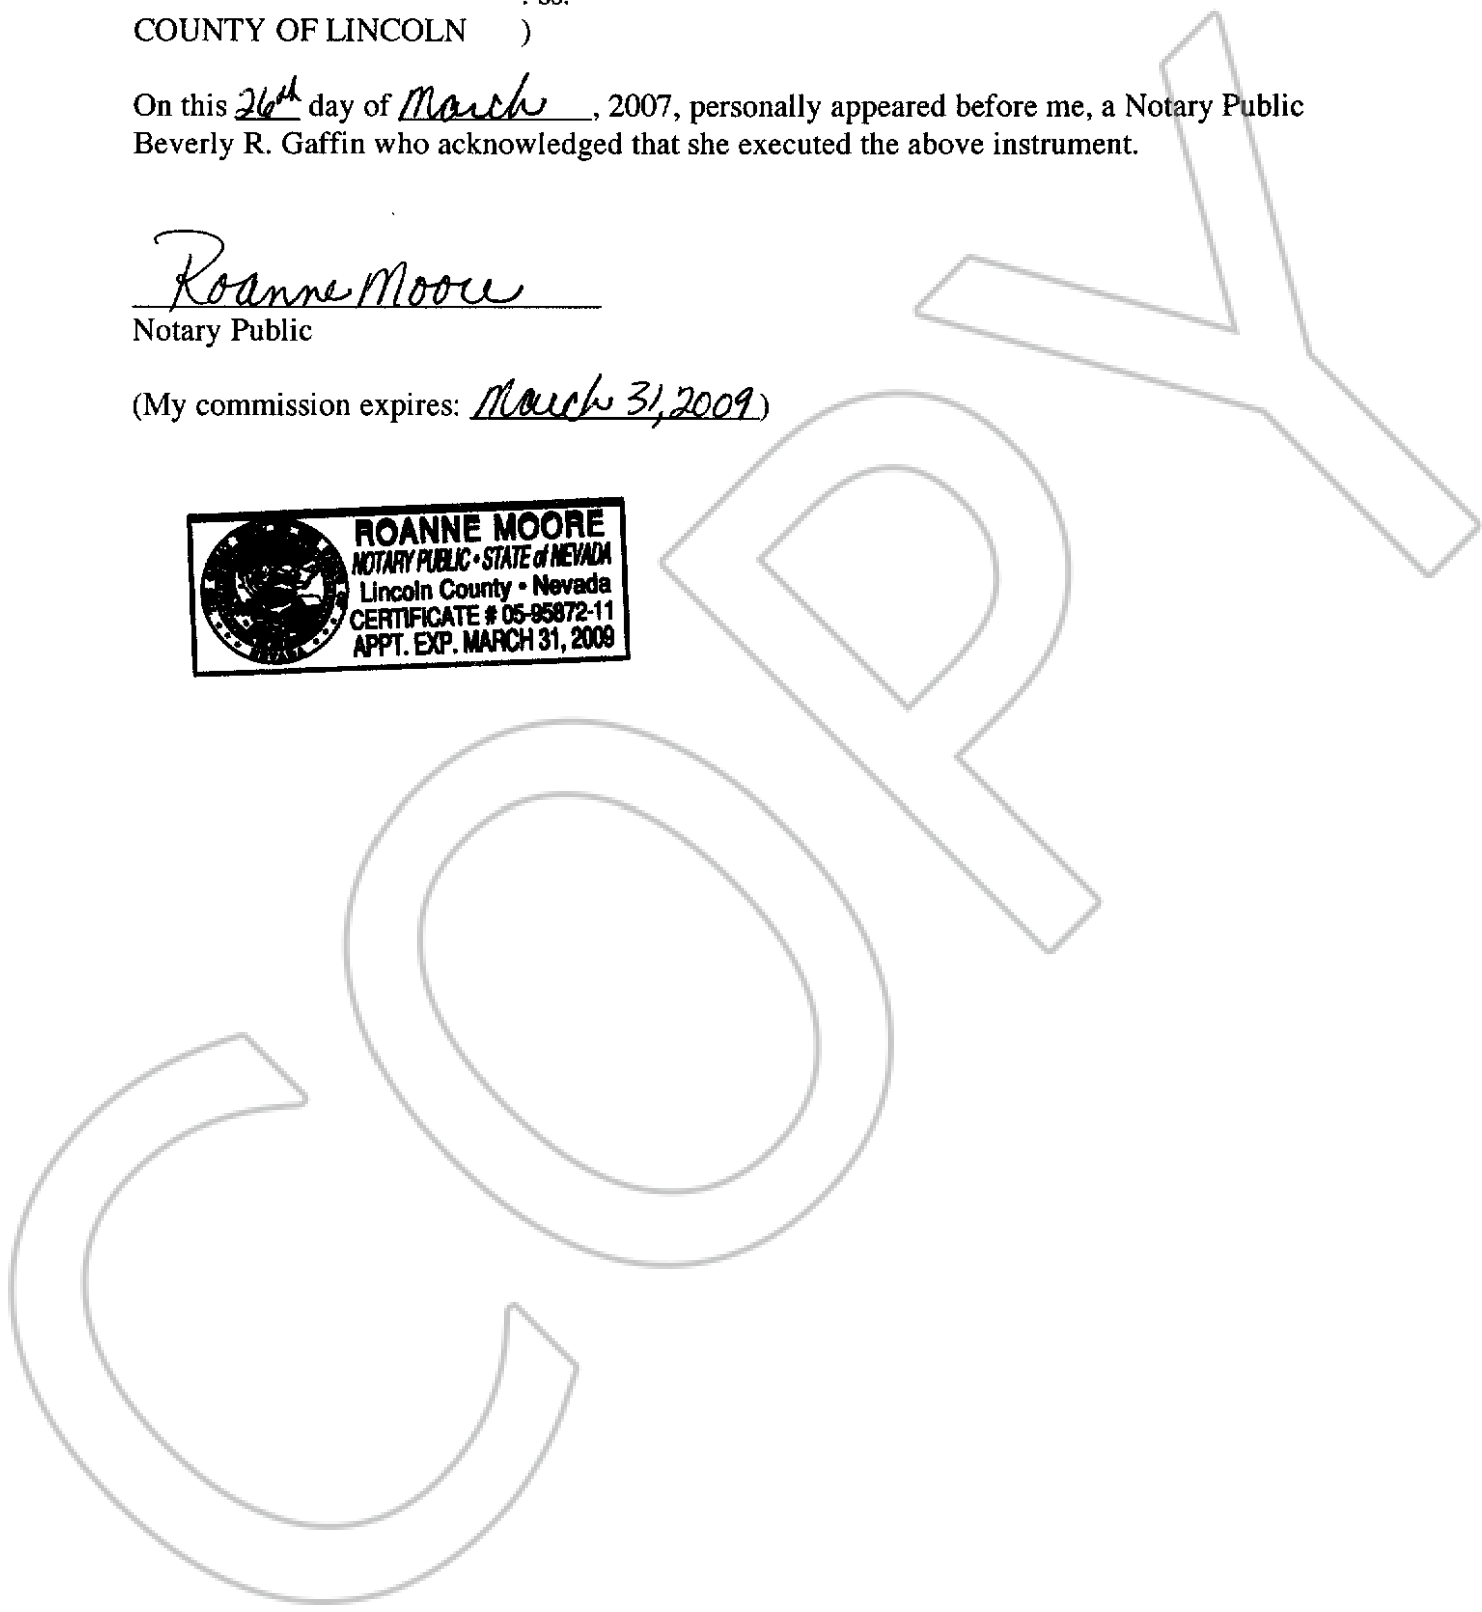 : ss.
COUNTY OF LINCOLN )
On this 26th day of March, 2007, personally appeared before me, a Notary Public
Beverly R. Gaffin who acknowledged that she executed the above instrument.
Roanne Moore
Notary Public
(My commission expires: March 31, 2009)
ROANNE MOORE
NOTARY PUBLIC • STATE of NEVADA
Lincoln County • Nevada
CERTIFICATE # 05-95872-11
APPT. EXP. MARCH 31, 2009
COPY